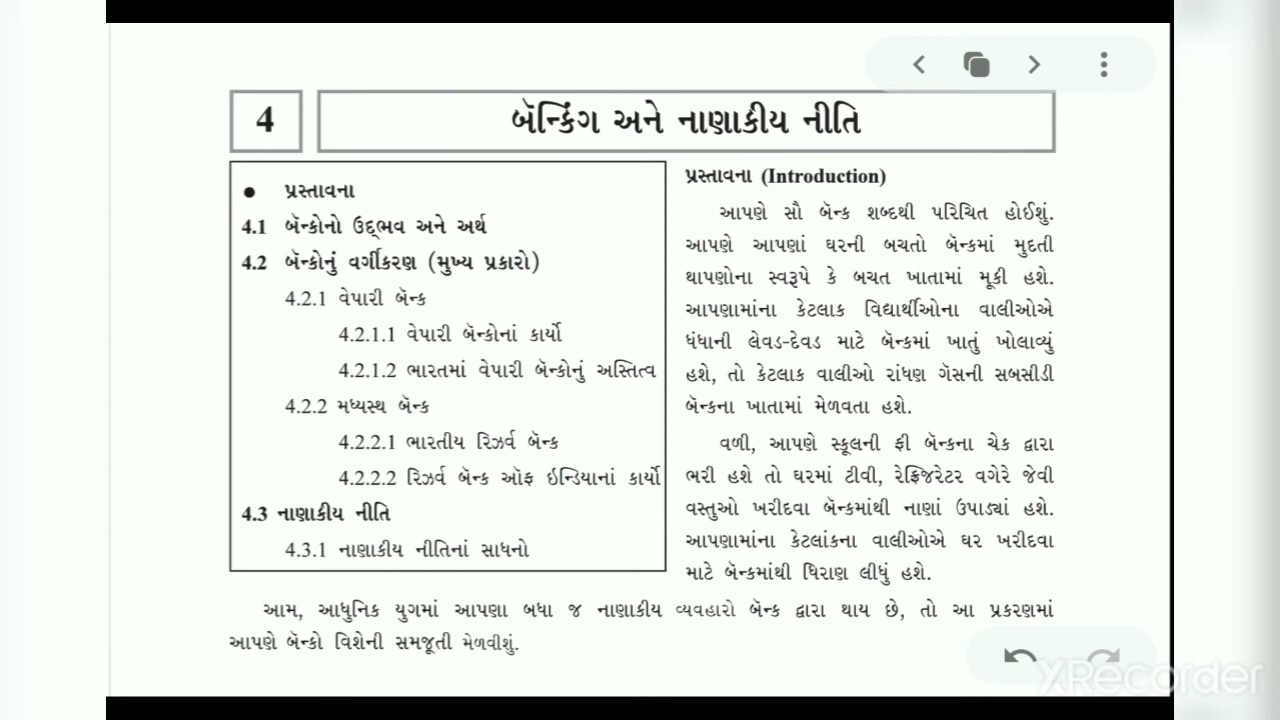 4
બૅન્કિંગ અને નાણાકીય નીતિ
● પ્રસ્તાવના
4.1 બૅન્કોનો ઉદ્‌ભવ અને અર્થ
4.2 બૅન્કોનું વર્ગીકરણ (મુખ્ય પ્રકારો)
4.2.1 વેપારી બૅન્ક
4.2.1.1 વેપારી બૅન્કોનાં કાર્યો
4.2.1.2 ભારતમાં વેપારી બૅન્કોનું અસ્તિત્વ
4.2.2 મધ્યસ્થ બૅન્ક
4.2.2.1 ભારતીય રિઝર્વ બૅન્ક
4.2.2.2 રિઝર્વ બૅન્ક ઑફ ઇન્ડિયાનાં કાર્યો
4.3 નાણાકીય નીતિ
4.3.1 નાણાકીય નીતિનાં સાધનો
પ્રસ્તાવના (Introduction)
આપણે સૌ બૅન્ક શબ્દથી પરિચિત હોઈશું.
આપણે આપણાં ઘરની બચતો બૅન્કમાં મુદતી
થાપણોના સ્વરૂપે કે બચત ખાતામાં મૂકી હશે.
આપણામાંના કેટલાક વિદ્યાર્થીઓના વાલીઓએ
ધંધાની લેવડ-દેવડ માટે બૅન્કમાં ખાતું ખોલાવ્યું
હશે, તો કેટલાક વાલીઓ રાંધણ ગૅસની સબસીડી
બૅન્કના ખાતામાં મેળવતા હશે.
વળી, આપણે સ્કૂલની ફી બૅન્કના ચેક દ્વારા
ભરી હશે તો ઘરમાં ટીવી, રેફ્રિજરેટર વગેરે જેવી
વસ્તુઓ ખરીદવા બૅન્કમાંથી નાણાં ઉપાડ્યાં હશે.
આપણામાંના કેટલાંકના વાલીઓએ ઘર ખરીદવા
માટે બૅન્કમાંથી ધિરાણ લીધું હશે.
આમ, આધુનિક યુગમાં આપણા બધા જ નાણાકીય વ્યવહારો બૅન્ક દ્વારા થાય છે, તો આ પ્રકરણમાં
આપણે બૅન્કો વિશેની સમજૂતી મેળવીશું.
XRecorder